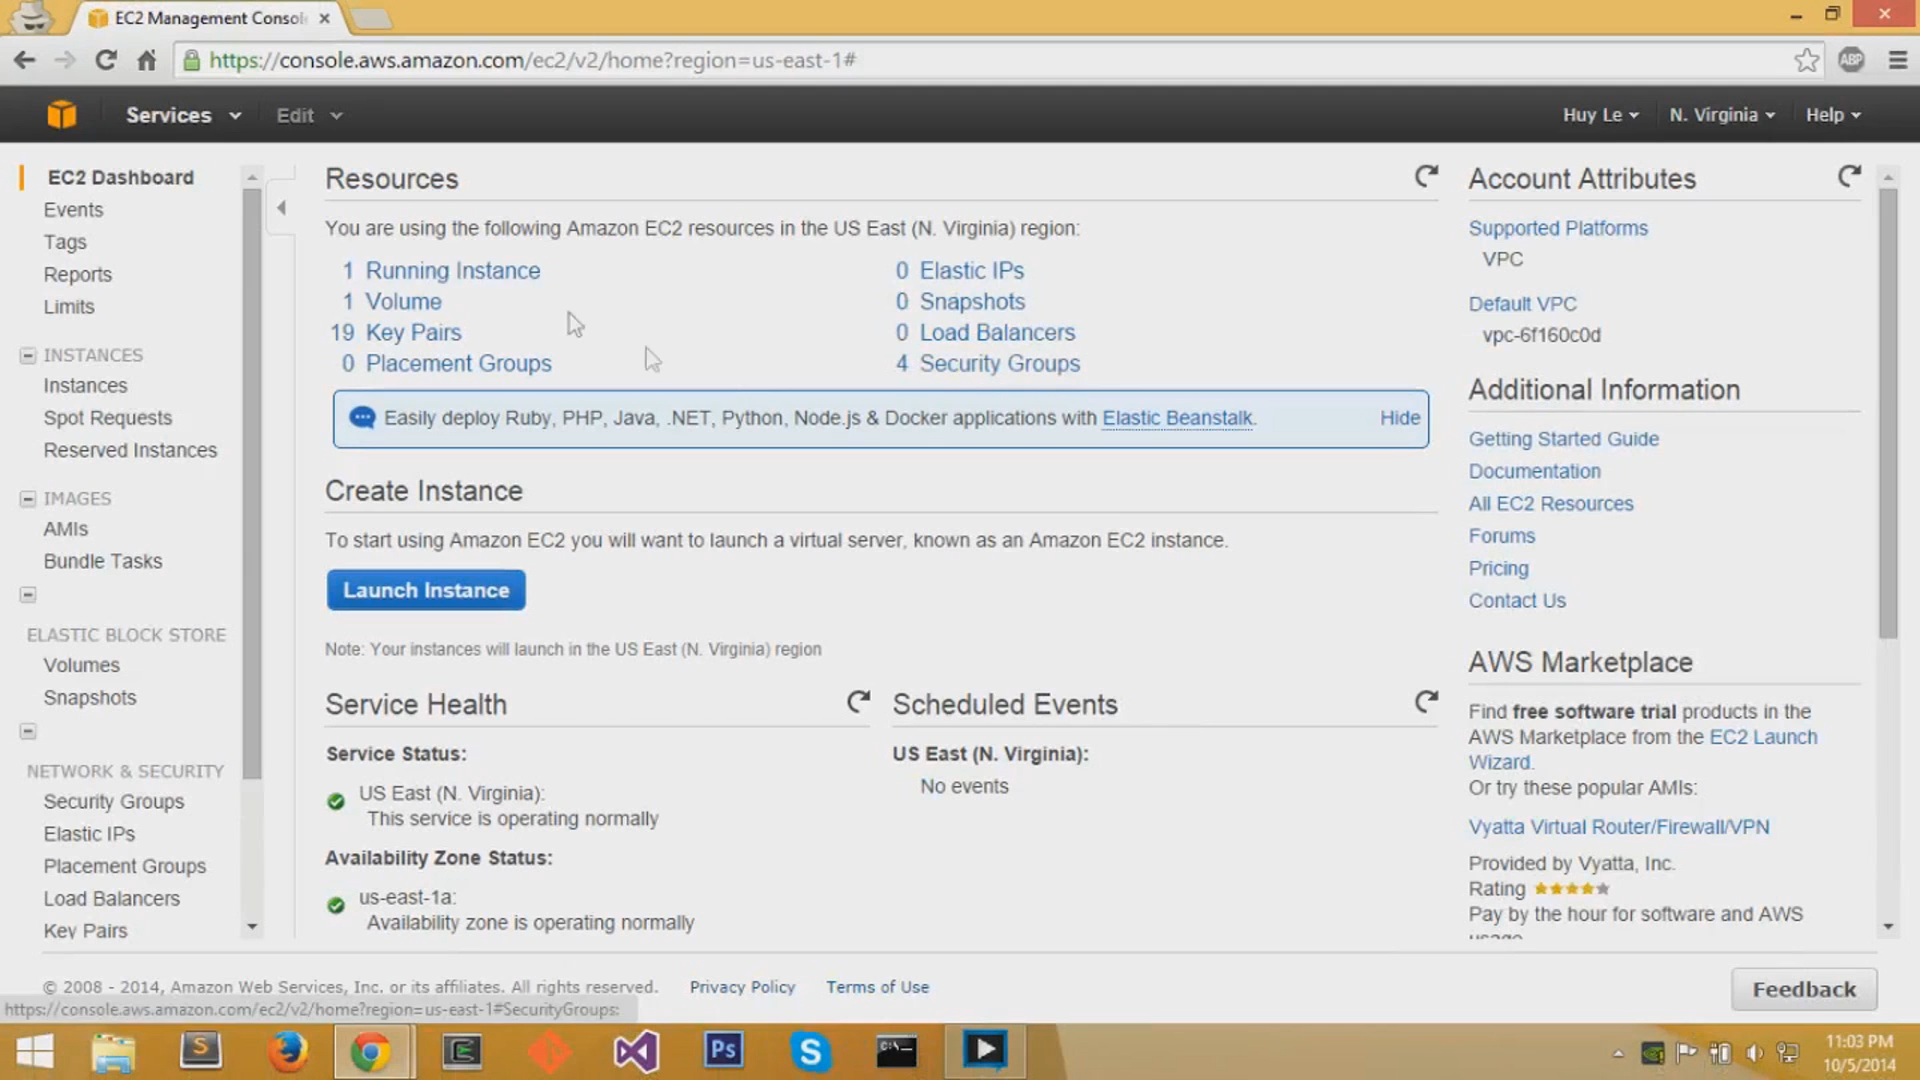 EC2 Management Consol
https://console.aws.amazon.com/ec2/v2/home?region=us-east-1#
ABP
Services
Edit
Huy Le
N. Virginia
Help
EC2 Dashboard
Events
Tags
Reports
Limits
INSTANCES
Instances
Spot Requests
Reserved Instances
IMAGES
AMIs
Bundle Tasks
ELASTIC BLOCK STORE
Volumes
Snapshots
NETWORK & SECURITY
Security Groups
Elastic IPs
Placement Groups
Load Balancers
Key Pairs
Resources
You are using the following Amazon EC2 resources in the US East (N. Virginia) region:
1 Running Instance
0 Elastic IPs
1 Volume
0 Snapshots
19 Key Pairs
0 Load Balancers
0 Placement Groups
4 Security Groups
Easily deploy Ruby, PHP, Java, .NET, Python, Node.js & Docker applications with Elastic Beanstalk.
Hide
Create Instance
To start using Amazon EC2 you will want to launch a virtual server, known as an Amazon EC2 instance.
Launch Instance
Note: Your instances will launch in the US East (N. Virginia) region
Service Health
Service Status:
US East (N. Virginia):
This service is operating normally
Availability Zone Status:
us-east-1a:
Availability zone is operating normally
Scheduled Events
US East (N. Virginia):
No events
Account Attributes
Supported Platforms
VPC
Default VPC
vpc-6f160c0d
Additional Information
Getting Started Guide
Documentation
All EC2 Resources
Forums
Pricing
Contact Us
AWS Marketplace
Find free software trial products in the
AWS Marketplace from the EC2 Launch
Wizard.
Or try these popular AMIs:
Vyatta Virtual Router/Firewall/VPN
Provided by Vyatta, Inc.
Rating
Pay by the hour for software and AWS
© 2008 - 2014, Amazon Web Services, Inc. or its affiliates. All rights reserved.
Privacy Policy
Terms of Use
Feedback
https://console.aws.amazon.com/ec2/v2/home?region=us-east-1#SecurityGroups:
S
Ps
S
C:\
11:03 PM
10/5/2014